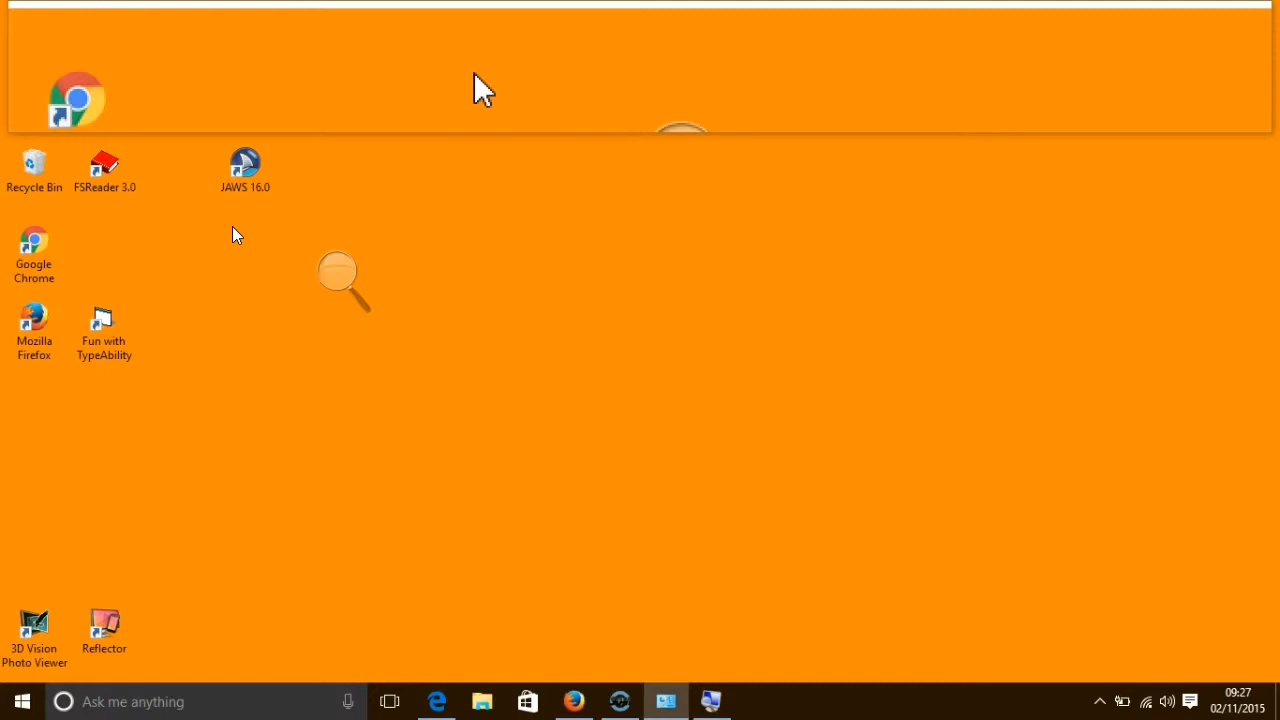 Recycle Bin
FSReader 3.0
JAWS 16.0
Google
Chrome
Mozilla
Firefox
Fun with
TypeAbility
3D Vision
Photo Viewer
Reflector
Ask me anything
09:27
02/11/2015